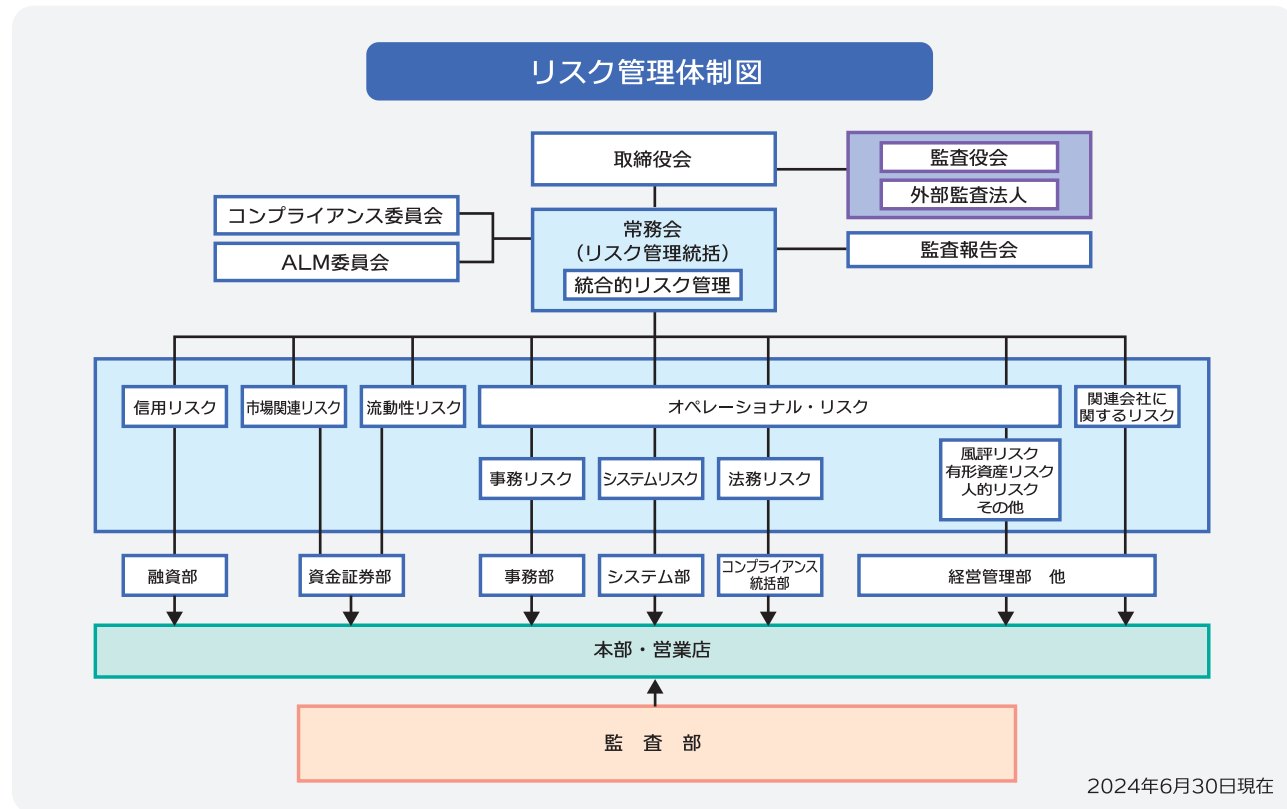 リスク管理体制図
取締役会
監査役会
外部監査法人
コンプライアンス委員会
ALM委員会
常務会
(リスク管理統括)
統合的リスク管理
監査報告会
信用リスク
市場関連リスク
流動性リスク
オペレーショナル・リスク
関連会社に
関するリスク
事務リスク
システムリスク
法務リスク
風評リスク
有形資産リスク
人的リスク
その他
融資部
資金証券部
事務部
システム部
コンプライアンス
統括部
経営管理部　他
本部・営業店
監　査　部
2024年6月30日現在